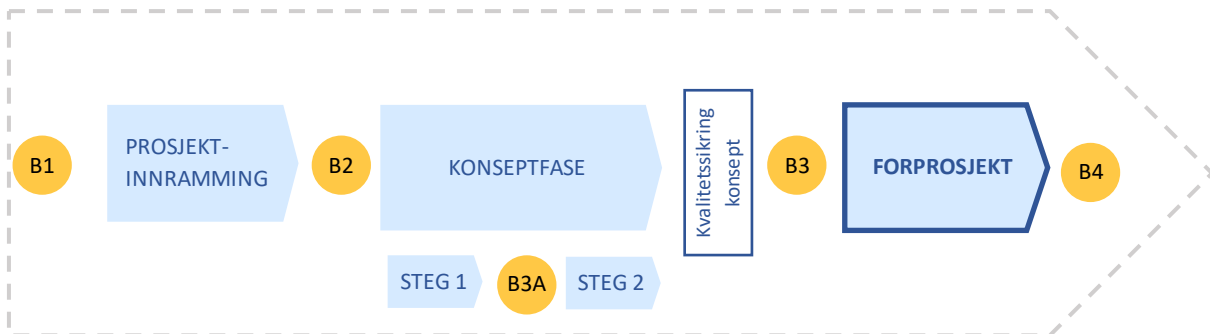 B1
PROSJEKT-
INNRAMMING
B2
KONSEPTFASE
STEG 1
B3A
STEG 2
Kvalitetssikring
konsept
B3
FORPROSJEKT
B4